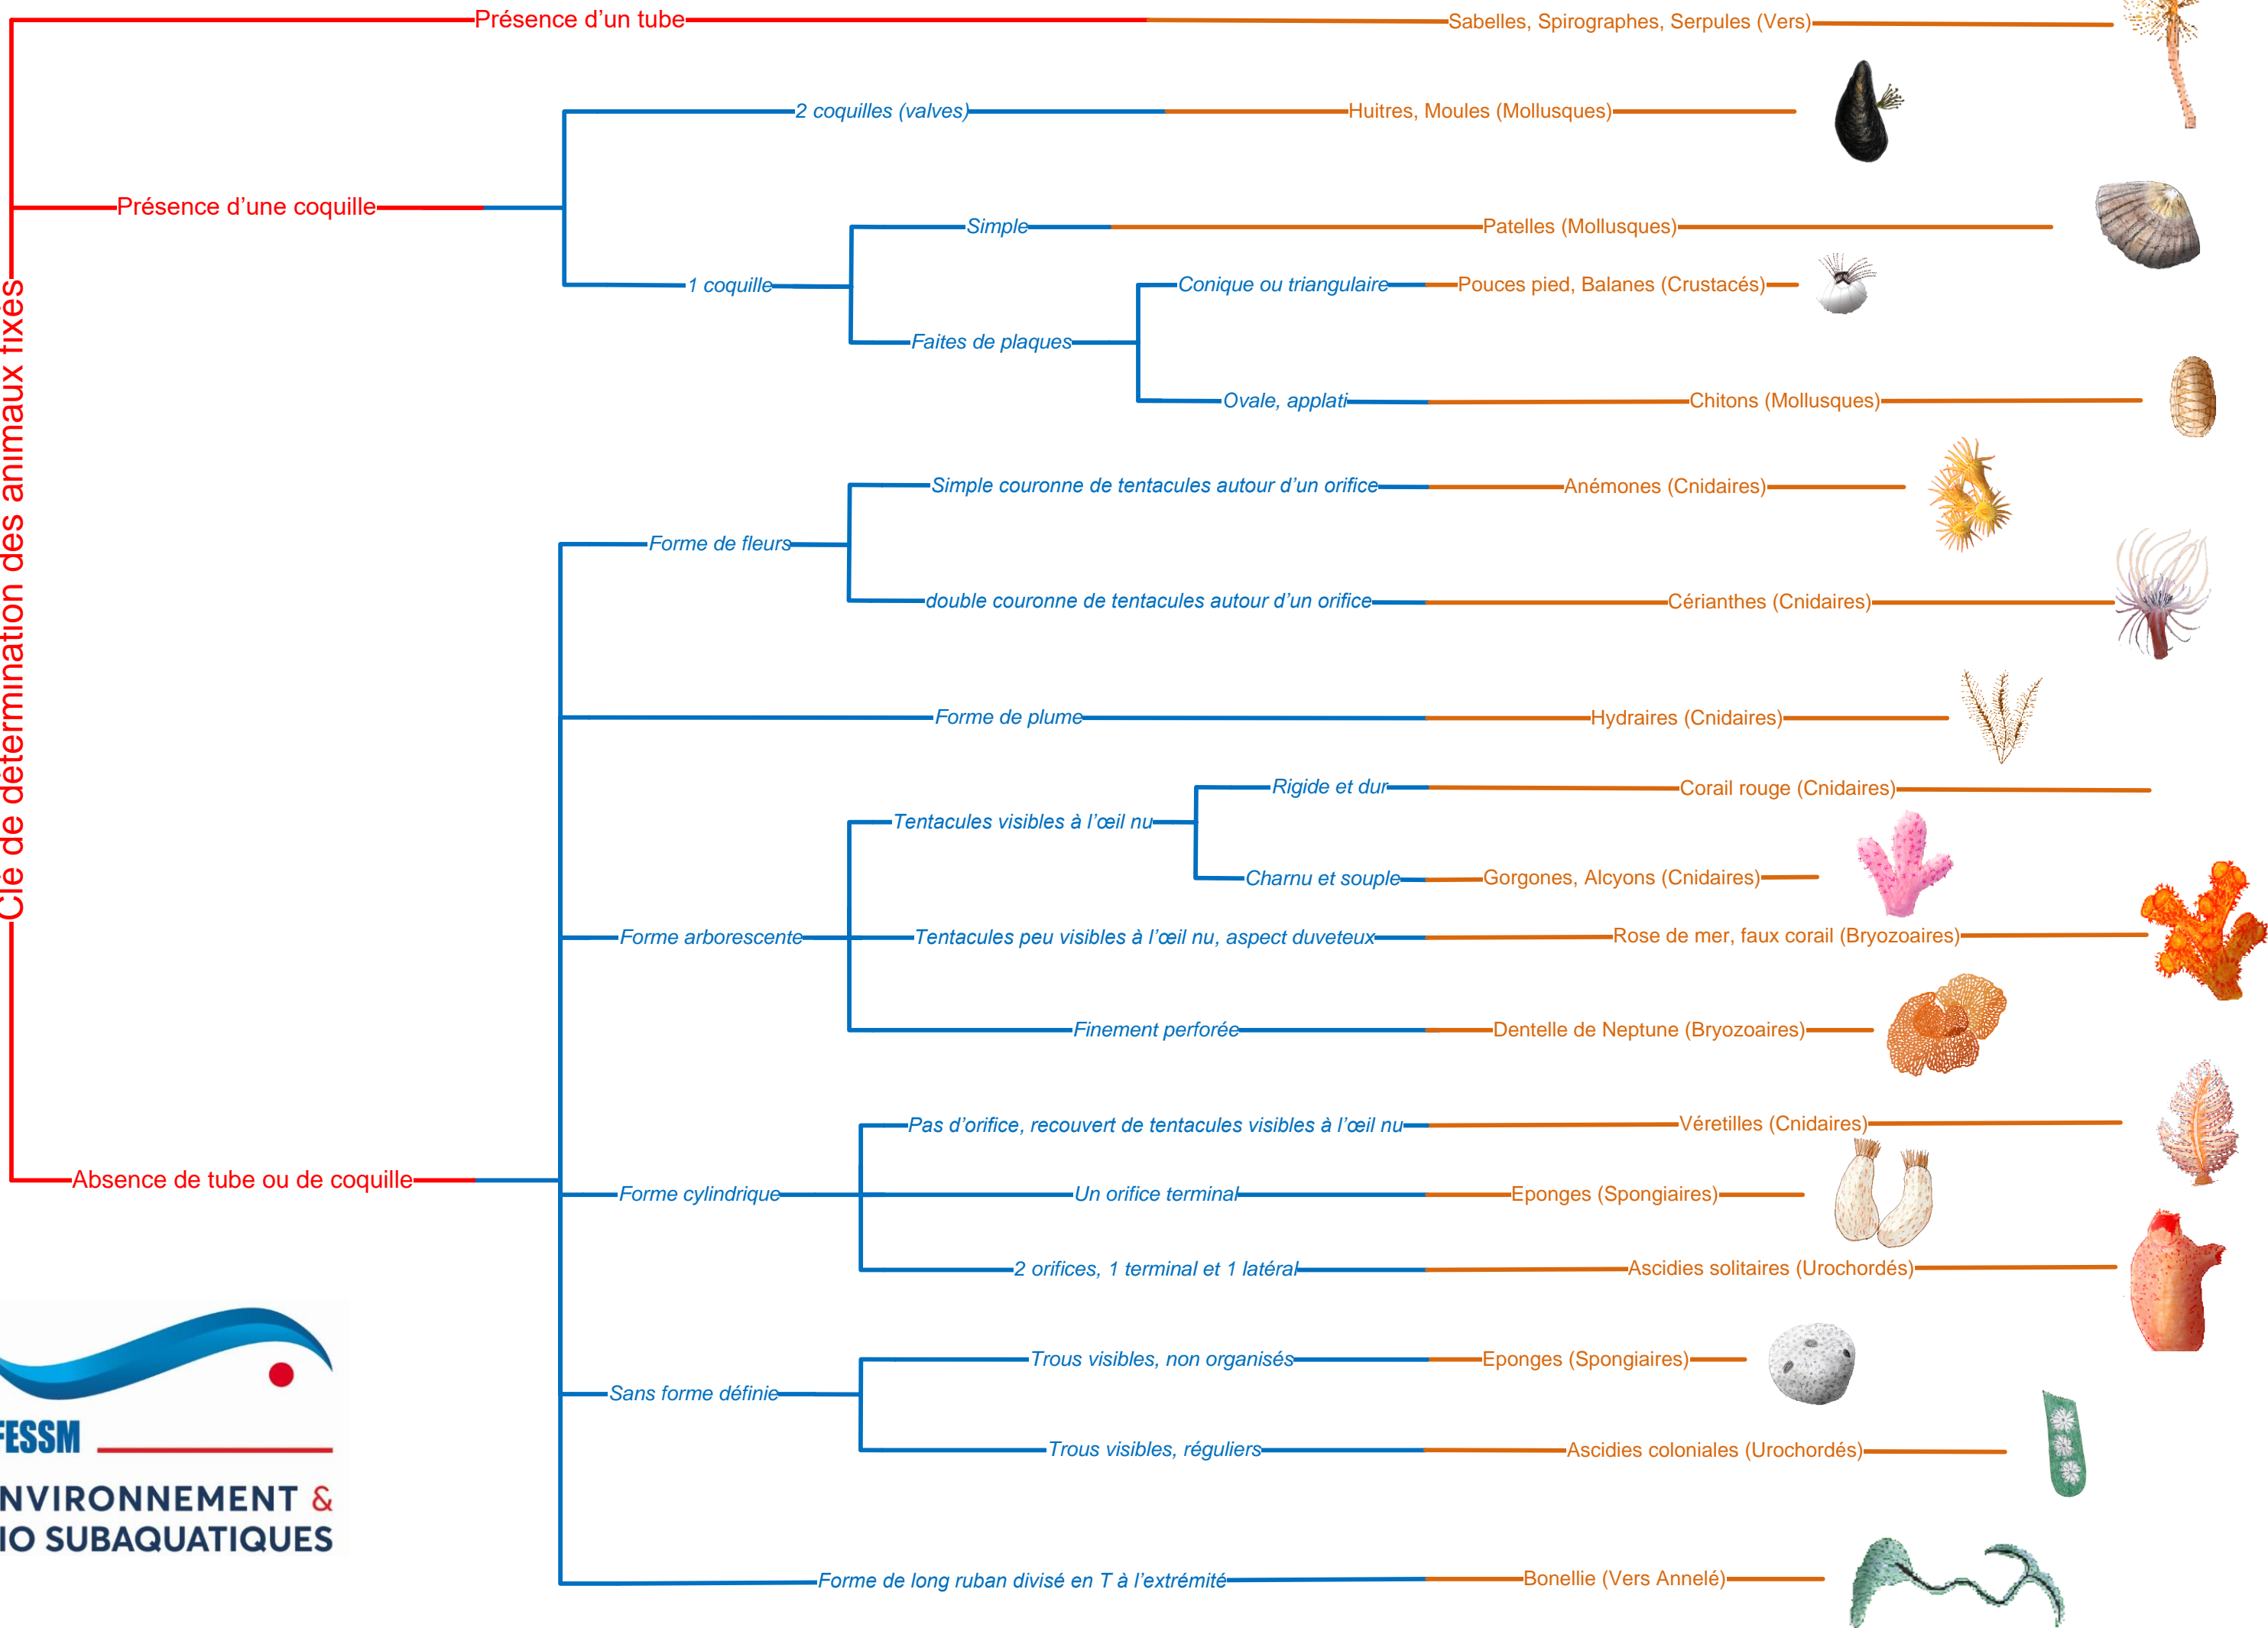 Clé de détermination des animaux fixés
Présence d'un tube
Sabelles, Spirographes, Serpules (Vers)
Présence d'une coquille
2 coquilles (valves)
Huitres, Moules (Mollusques)
1 coquille
Simple
Patelles (Mollusques)
Faites de plaques
Conique ou triangulaire
Pouces pied, Balanes (Crustacés)
Ovale, applati
Chitons (Mollusques)
Absence de tube ou de coquille
Forme de fleurs
Simple couronne de tentacules autour d'un orifice
Anémones (Cnidaires)
double couronne de tentacules autour d'un orifice
Cérianthes (Cnidaires)
Forme de plume
Hydraires (Cnidaires)
Forme arborescente
Tentacules visibles à l'œil nu
Rigide et dur
Corail rouge (Cnidaires)
Charnu et souple
Gorgones, Alcyons (Cnidaires)
Tentacules peu visibles à l'œil nu, aspect duveteux
Rose de mer, faux corail (Bryozoaires)
Finement perforée
Dentelle de Neptune (Bryozoaires)
Forme cylindrique
Pas d'orifice, recouvert de tentacules visibles à l'œil nu
Véretilles (Cnidaires)
Un orifice terminal
Eponges (Spongiaires)
2 orifices, 1 terminal et 1 latéral
Ascidies solitaires (Urochordés)
Sans forme définie
Trous visibles, non organisés
Eponges (Spongiaires)
Trous visibles, réguliers
Ascidies coloniales (Urochordés)
Forme de long ruban divisé en T à l'extrémité
Bonellie (Vers Annelé)
FESSM
NVIRONNEMENT &
IO SUBAQUATIQUES